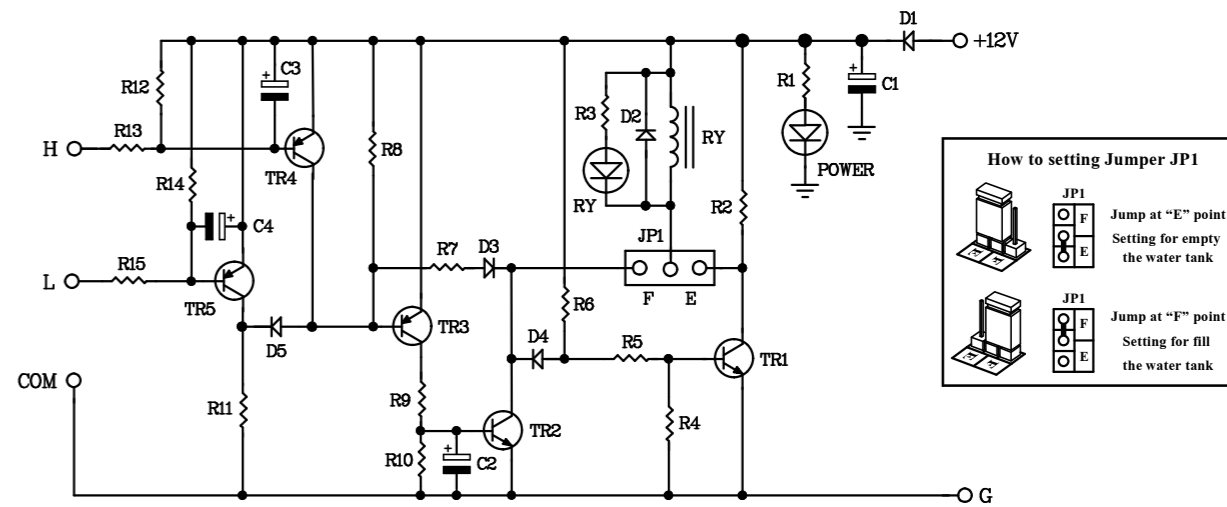 D1
+12V
C3
+
R12
R1
+
C1
R3
D2
H
R13
R8
RY
TR4
POWER
R14
RY
R2
+
C4
JP1
R7
D3
L
R15
F
E
R6
TR5
TR3
D5
D4
R5
TR1
COM
R11
R9
R4
TR2
R10
+
C2
G
How to setting Jumper JP1
JP1
F
E
Jump at “E” point
Setting for empty
the water tank
JP1
F
E
Jump at “F” point
Setting for fill
the water tank